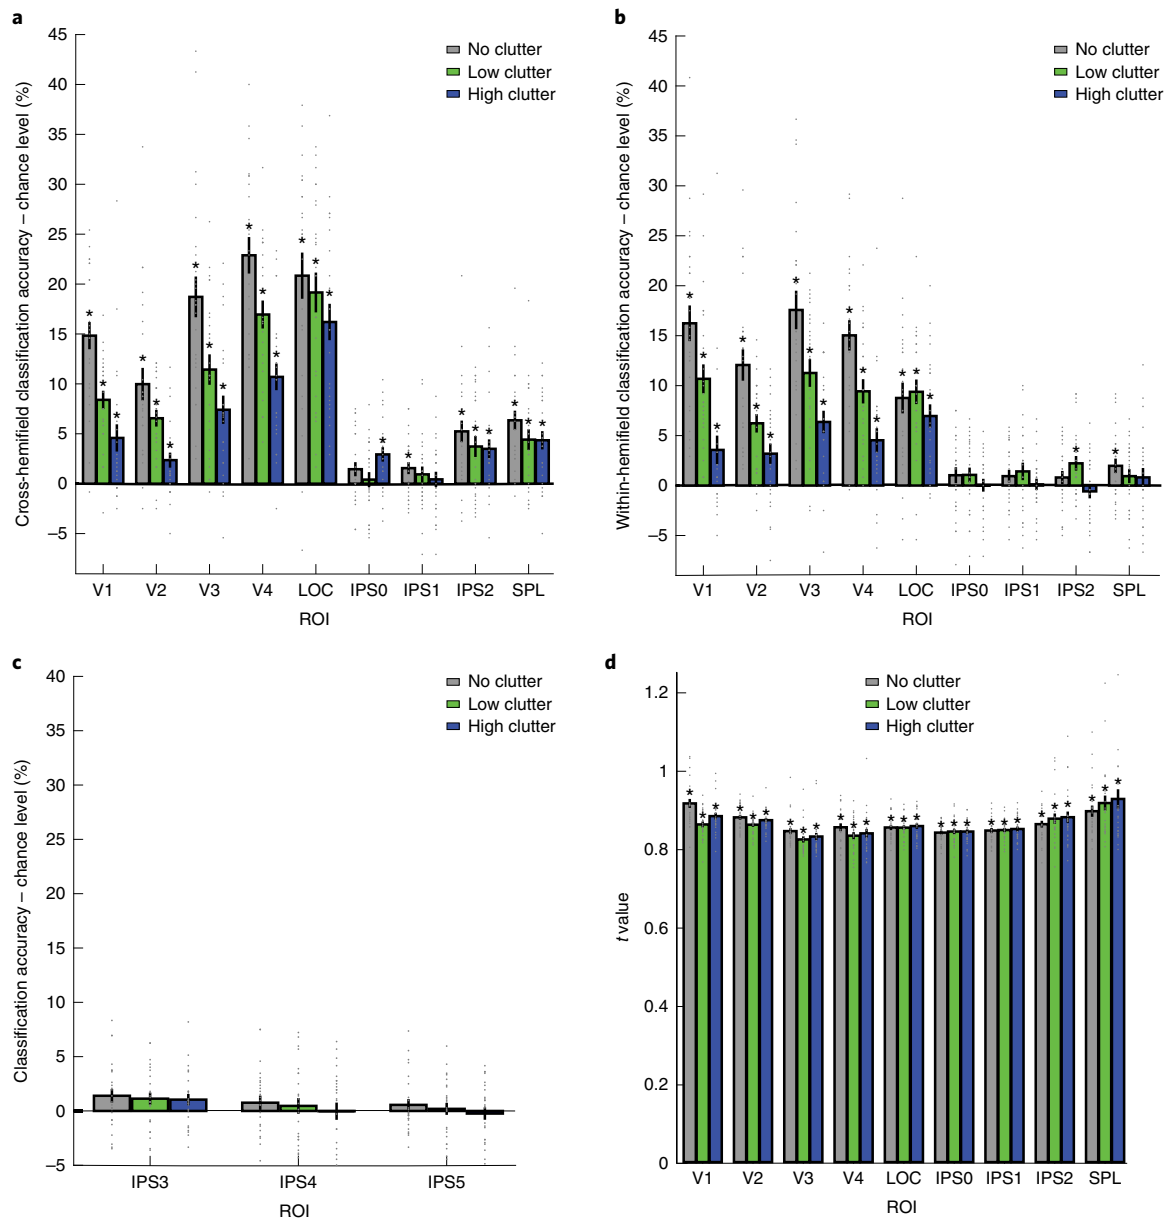 a
45
40
35
30
25
20
15
10
5
0
–5
Cross-hemifield classification accuracy – chance level (%)
No clutter
Low clutter
High clutter
* * * * * * * * * * * * * * * * * * * * * * * *
V1 V2 V3 V4 LOC IPS0 IPS1 IPS2 SPL
ROI
b
45
40
35
30
25
20
15
10
5
0
–5
Within-hemifield classification accuracy – chance level (%)
No clutter
Low clutter
High clutter
* * * * * * * * * * * * * * * * *
V1 V2 V3 V4 LOC IPS0 IPS1 IPS2 SPL
ROI
c
40
35
30
25
20
15
10
5
0
–5
Classification accuracy – chance level (%)
No clutter
Low clutter
High clutter
IPS3 IPS4 IPS5
ROI
d
1.2
1
0.8
0.6
0.4
0.2
0
t value
No clutter
Low clutter
High clutter
* * * * * * * * * * * * * * * * * * * * * * * * * * *
V1 V2 V3 V4 LOC IPS0 IPS1 IPS2 SPL
ROI